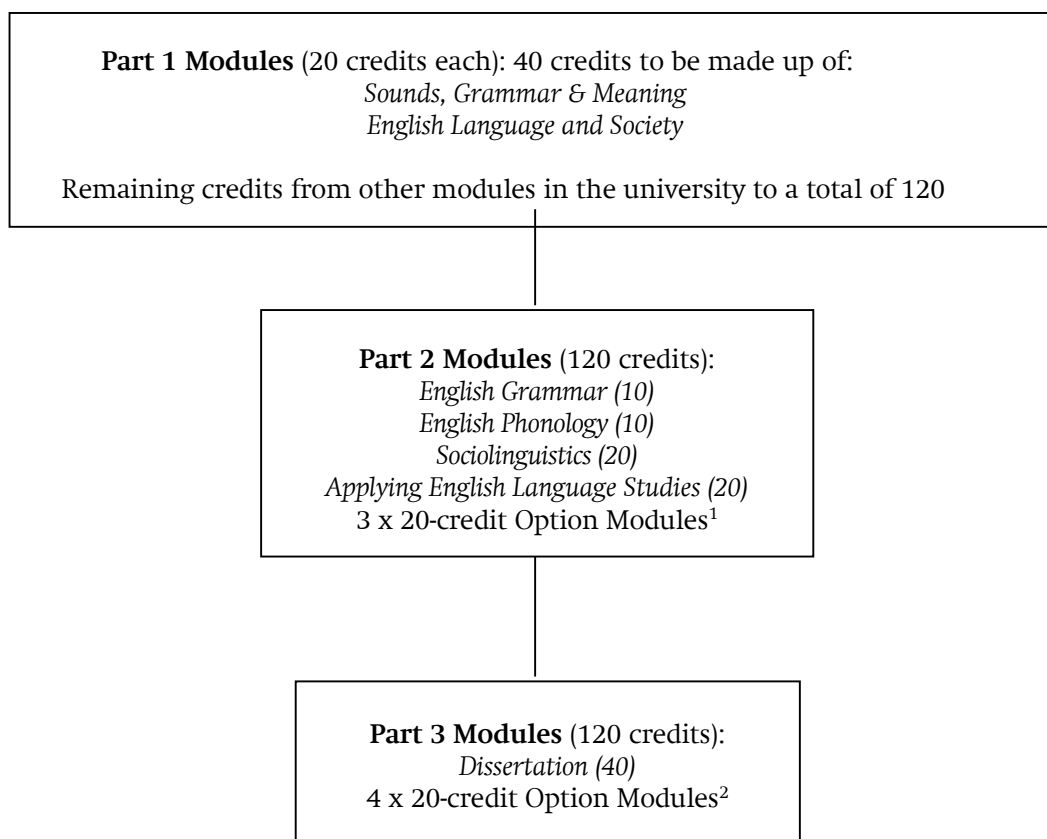 Part 1 Modules (20 credits each): 40 credits to be made up of:
Sounds, Grammar & Meaning
English Language and Society
Remaining credits from other modules in the university to a total of 120
Part 2 Modules (120 credits):
English Grammar (10)
English Phonology (10)
Sociolinguistics (20)
Applying English Language Studies (20)
3 x 20-credit Option Modules¹
Part 3 Modules (120 credits):
Dissertation (40)
4 x 20-credit Option Modules²